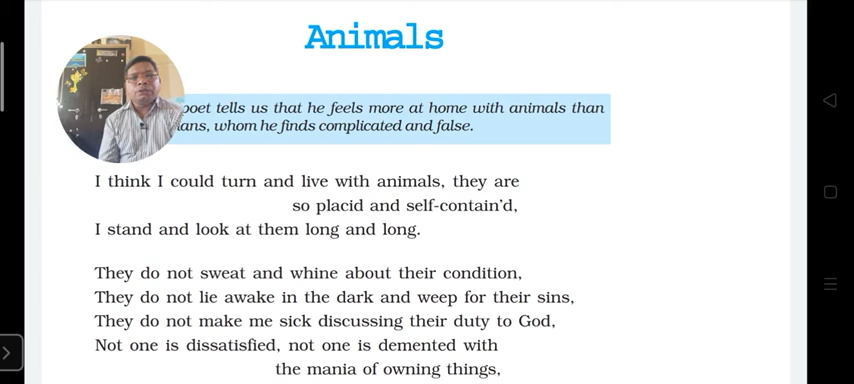 Animals
poet tells us that he feels more at home with animals than
whom he finds complicated and false.
I think I could turn and live with animals, they are
so placid and self-contain'd,
I stand and look at them long and long.
They do not sweat and whine about their condition,
They do not lie awake in the dark and weep for their sins,
They do not make me sick discussing their duty to God,
Not one is dissatisfied, not one is demented with
the mania of owning things,